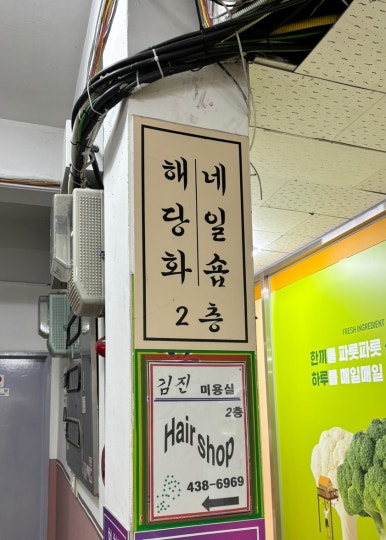 해당화
네일숍
2층
김진 미용실
2층
Hair shop
438-6969
FRESH INGREDIENT
한끼를 파릇파릇
하루를 매일매일